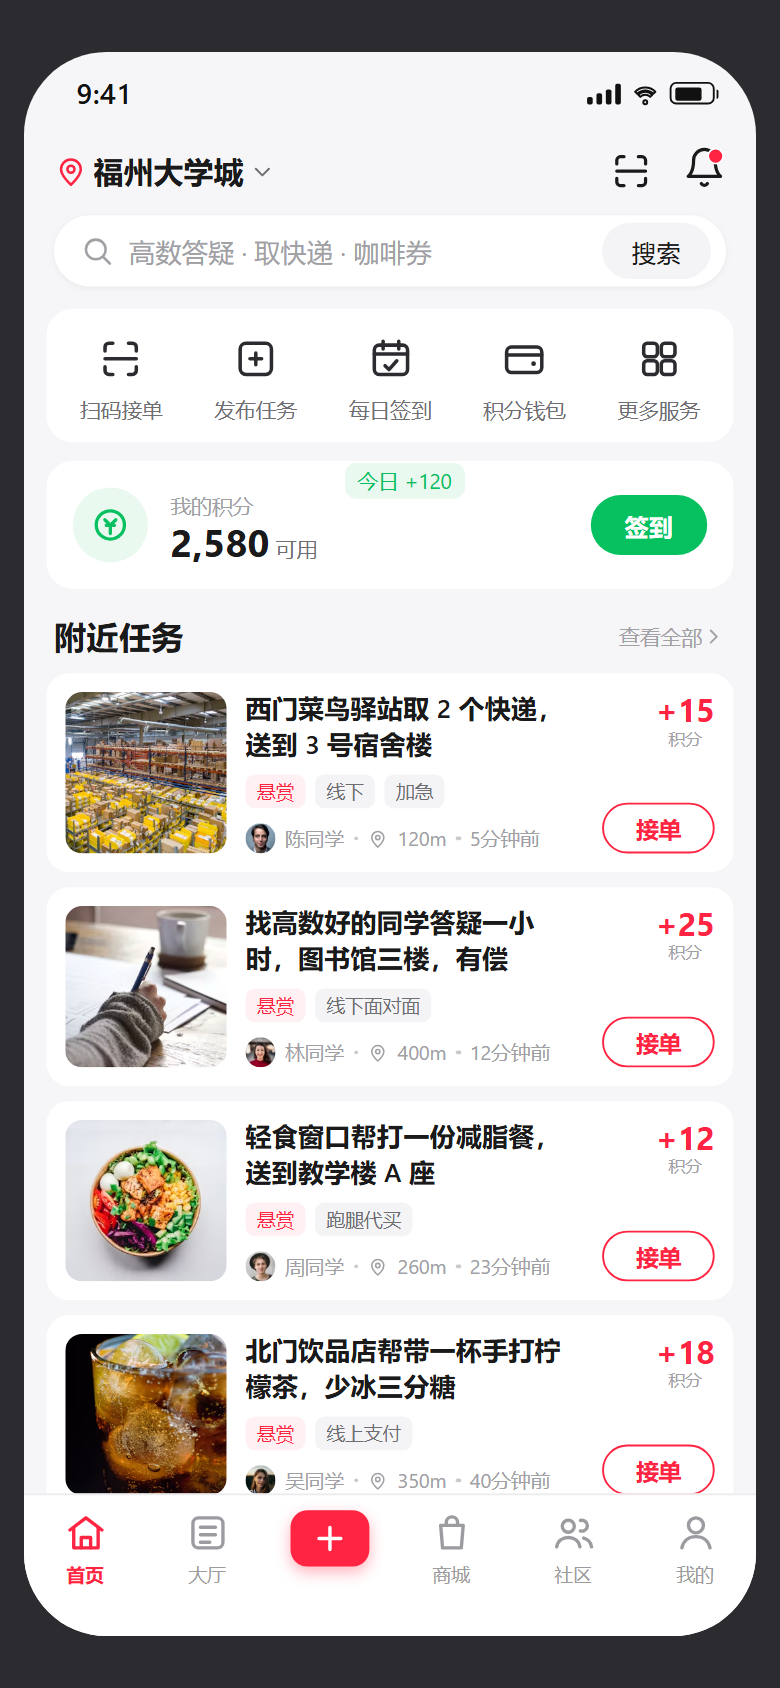 9:41
福州大学城
高数答疑 · 取快递 · 咖啡券
搜索
扫码接单
发布任务
每日签到
积分钱包
更多服务
今日 +120
我的积分
2,580 可用
签到
附近任务
查看全部
西门菜鸟驿站取 2 个快递，
送到 3 号宿舍楼
+15
积分
悬赏 线下 加急
陈同学 · 120m · 5分钟前
接单
找高数好的同学答疑一小
时，图书馆三楼，有偿
+25
积分
悬赏 线下面对面
林同学 · 400m · 12分钟前
接单
轻食窗口帮打一份减脂餐，
送到教学楼 A 座
+12
积分
悬赏 跑腿代买
周同学 · 260m · 23分钟前
接单
北门饮品店帮带一杯手打柠
檬茶，少冰三分糖
+18
积分
悬赏 线上支付
吴同学 · 350m · 40分钟前
接单
首页
大厅
商城
社区
我的